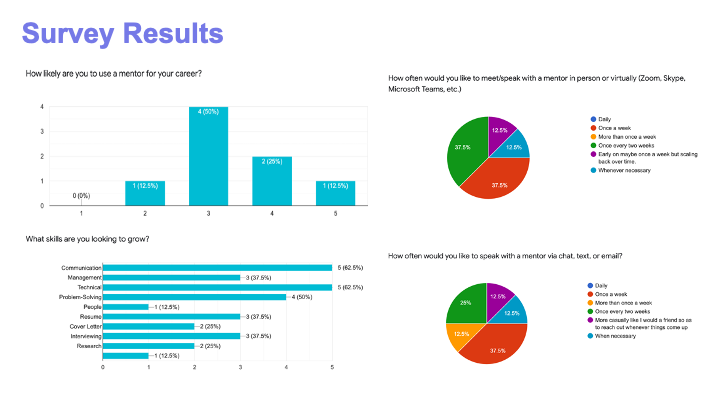 Survey Results
How likely are you to use a mentor for your career?
4
3
2
1
0
0 (0%)
1 (12.5%)
4 (50%)
2 (25%)
1 (12.5%)
1
2
3
4
5
How often would you like to meet/speak with a mentor in person or virtually (Zoom, Skype,
Microsoft Teams, etc.)
12.5%
12.5%
37.5%
37.5%
Daily
Once a week
More than once a week
Once every two weeks
Early on maybe once a week but scaling
back over time.
Whenever necessary
What skills are you looking to grow?
Communication
5 (62.5%)
Management
3 (37.5%)
Technical
5 (62.5%)
Problem-Solving
4 (50%)
People
1 (12.5%)
Resume
3 (37.5%)
Cover Letter
2 (25%)
Interviewing
3 (37.5%)
Research
2 (25%)
1 (12.5%)
0
1
2
3
4
5
How often would you like to speak with a mentor via chat, text, or email?
12.5%
25%
12.5%
12.5%
37.5%
Daily
Once a week
More than once a week
Once every two weeks
More casually like I would a friend so as
to reach out whenever things come up
When necessary